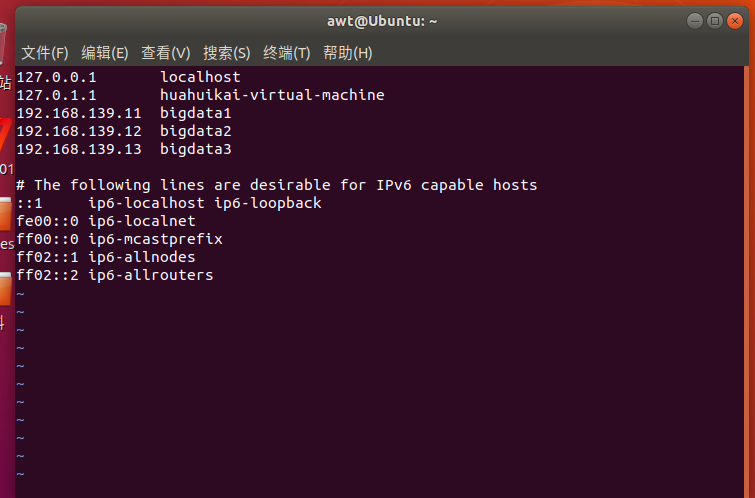 awt@Ubuntu: ~
文件(F) 编辑(E) 查看(V) 搜索(S) 终端(T) 帮助(H)
127.0.0.1 localhost
127.0.1.1 huahuikai-virtual-machine
192.168.139.11 bigdata1
192.168.139.12 bigdata2
192.168.139.13 bigdata3
# The following lines are desirable for IPv6 capable hosts
::1 ip6-localhost ip6-loopback
fe00::0 ip6-localnet
ff00::0 ip6-mcastprefix
ff02::1 ip6-allnodes
ff02::2 ip6-allrouters
~
~
~
~
~
~
~
~
~
~
~
站
01
es